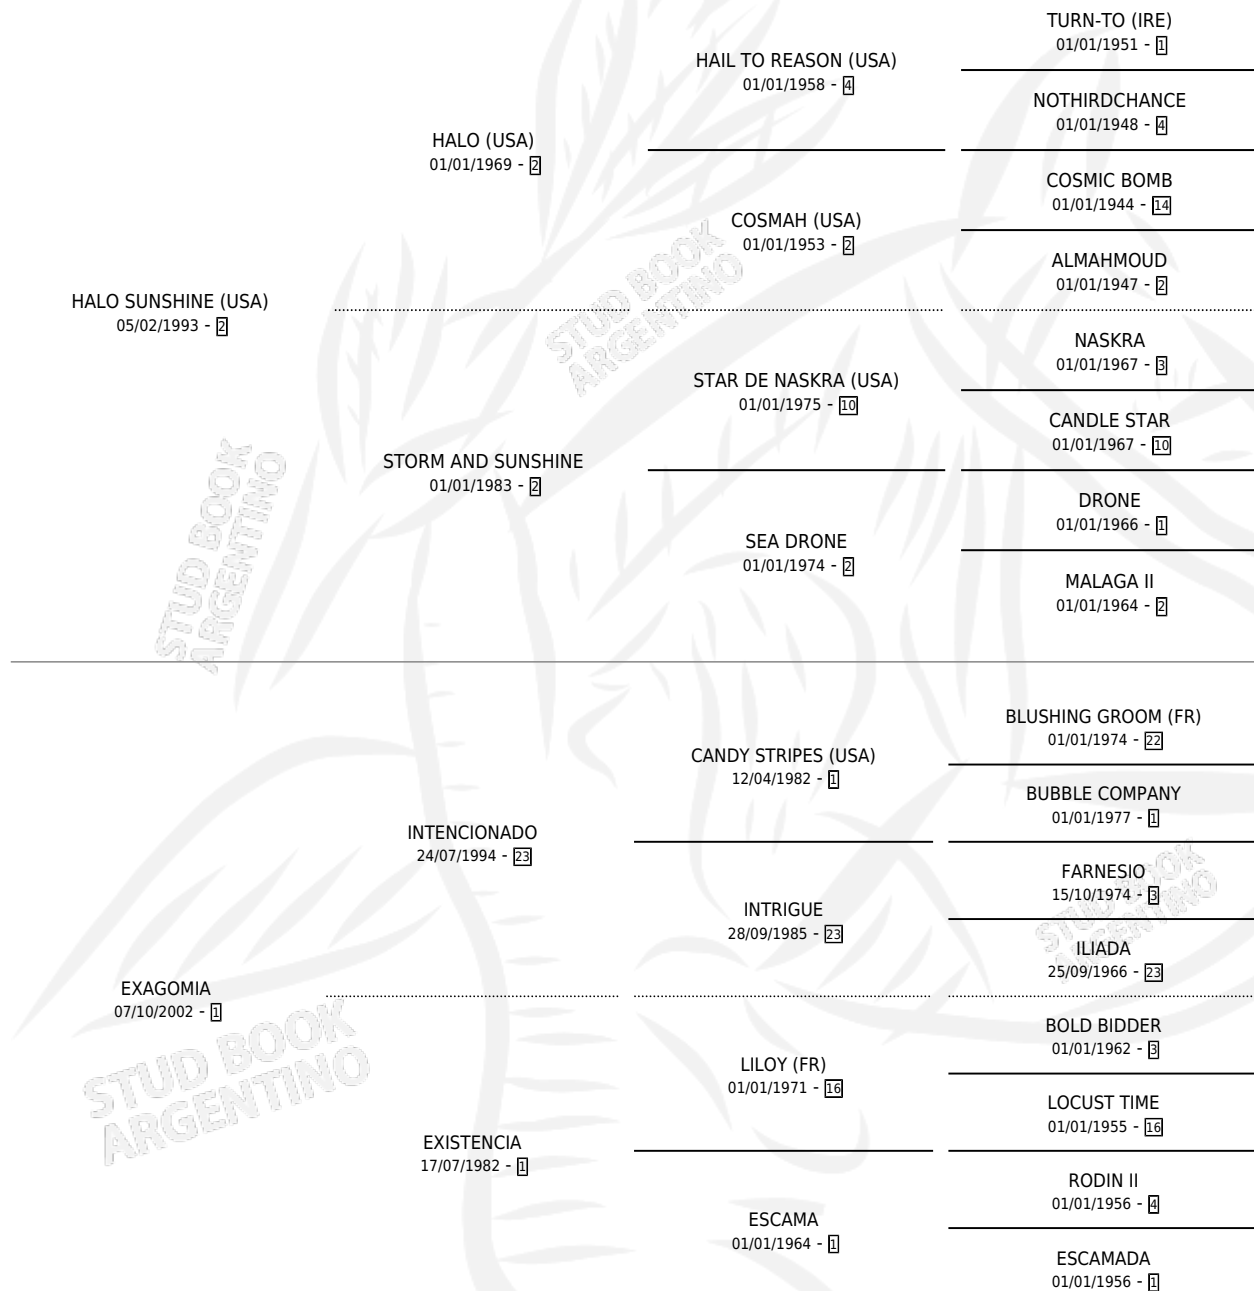 TURN-TO (IRE)
01/01/1951 - 1
HAIL TO REASON (USA)
01/01/1958 - 4
NOTHIRDCHANCE
01/01/1948 - 4
HALO (USA)
01/01/1969 - 2
COSMIC BOMB
01/01/1944 - 14
COSMAH (USA)
01/01/1953 - 2
ALMAHMOUD
01/01/1947 - 2
HALO SUNSHINE (USA)
05/02/1993 - 2
NASKRA
01/01/1967 - 3
STAR DE NASKRA (USA)
01/01/1975 - 10
CANDLE STAR
01/01/1967 - 10
STORM AND SUNSHINE
01/01/1983 - 2
DRONE
01/01/1966 - 1
SEA DRONE
01/01/1974 - 2
MALAGA II
01/01/1964 - 2
BLUSHING GROOM (FR)
01/01/1974 - 22
CANDY STRIPES (USA)
12/04/1982 - 1
BUBBLE COMPANY
01/01/1977 - 1
INTENCIONADO
24/07/1994 - 23
FARNESIO
15/10/1974 - 3
INTRIGUE
28/09/1985 - 23
ILIADA
25/09/1966 - 23
EXAGOMIA
07/10/2002 - 1
BOLD BIDDER
01/01/1962 - 3
LILOY (FR)
01/01/1971 - 16
LOCUST TIME
01/01/1955 - 16
EXISTENCIA
17/07/1982 - 1
RODIN II
01/01/1956 - 4
ESCAMA
01/01/1964 - 1
ESCAMADA
01/01/1956 - 1
STUD BOOK
ARGENTINO
STUD BOOK
ARGENTINO
STUD BOOK
ARGENTINO
STUD BOOK
ARGENTINO